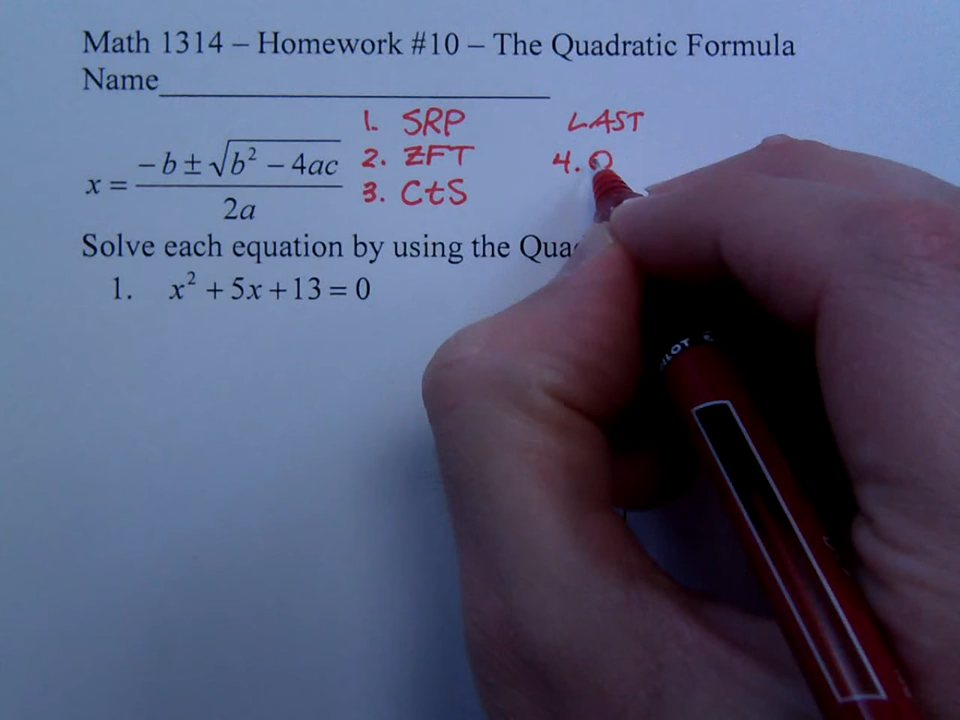 Math 1314 – Homework #10 – The Quadratic Formula
Name
x = (-b ± √(b² - 4ac)) / 2a
1. SRP
2. ZFT
3. CtS
LAST
4. Q
Solve each equation by using the
1. x² + 5x + 13 = 0